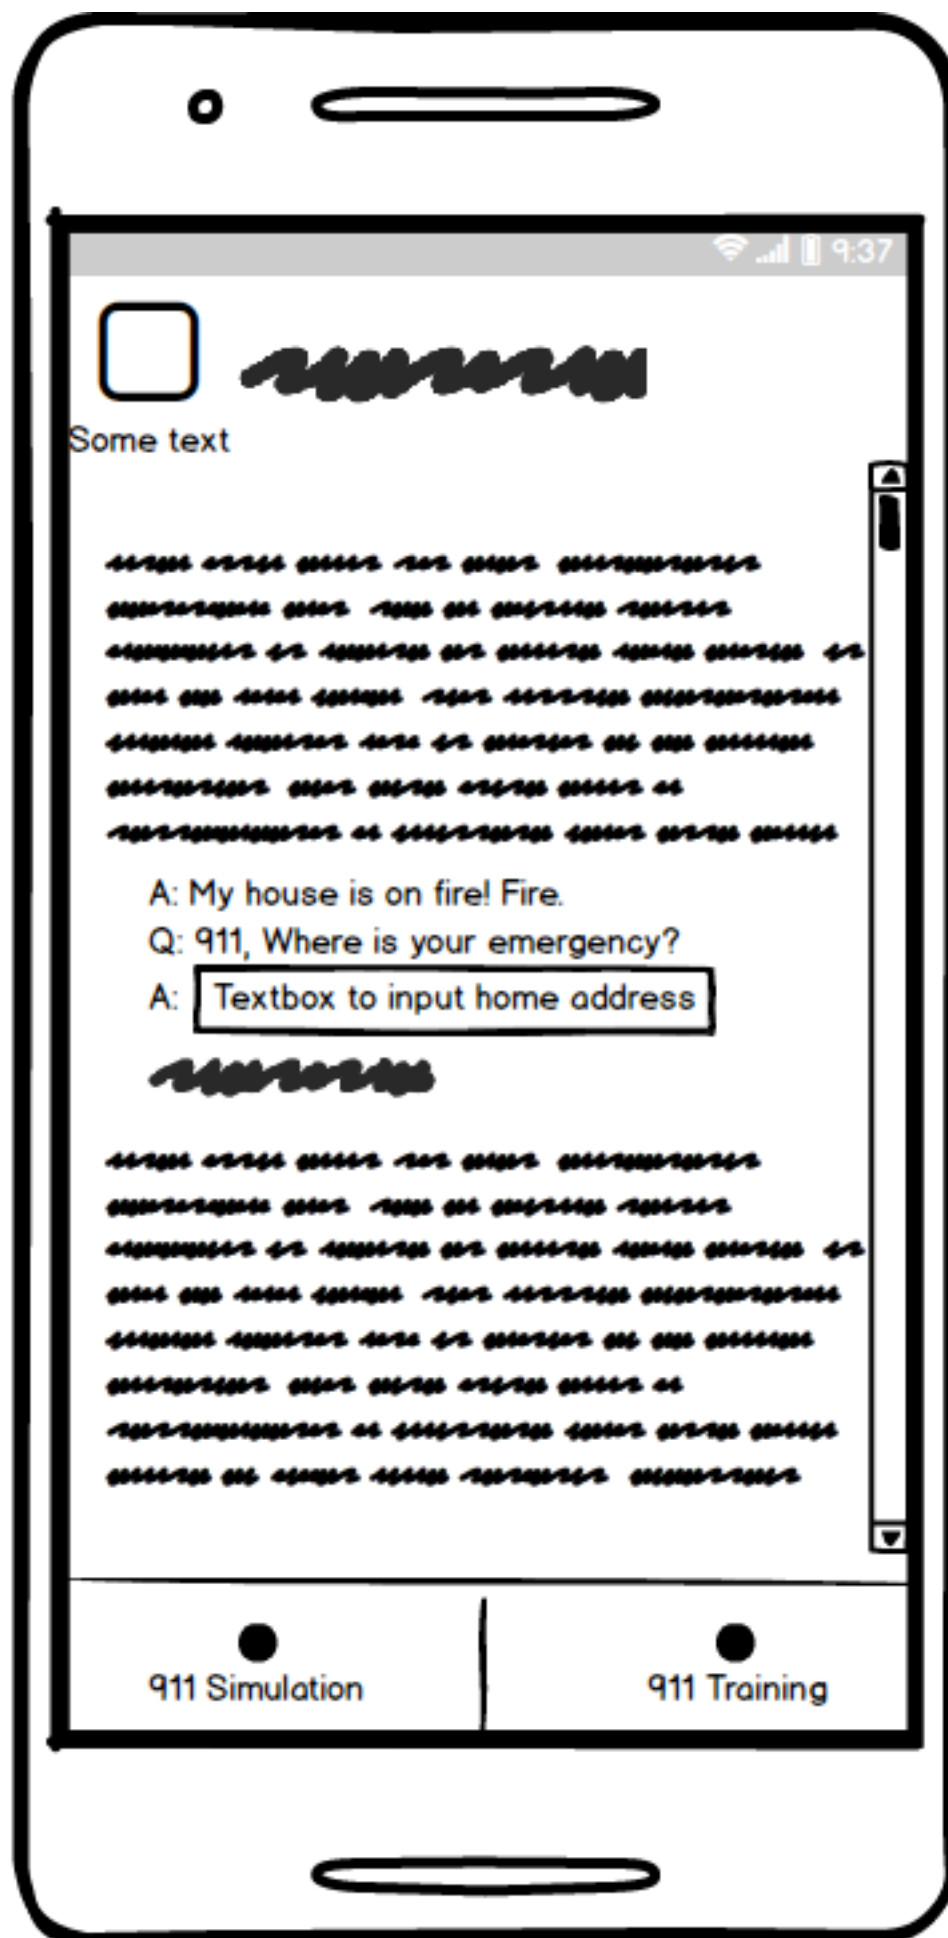 9:37
Some text
A: My house is on fire! Fire.
Q: 911, Where is your emergency?
A: Textbox to input home address
911 Simulation
911 Training